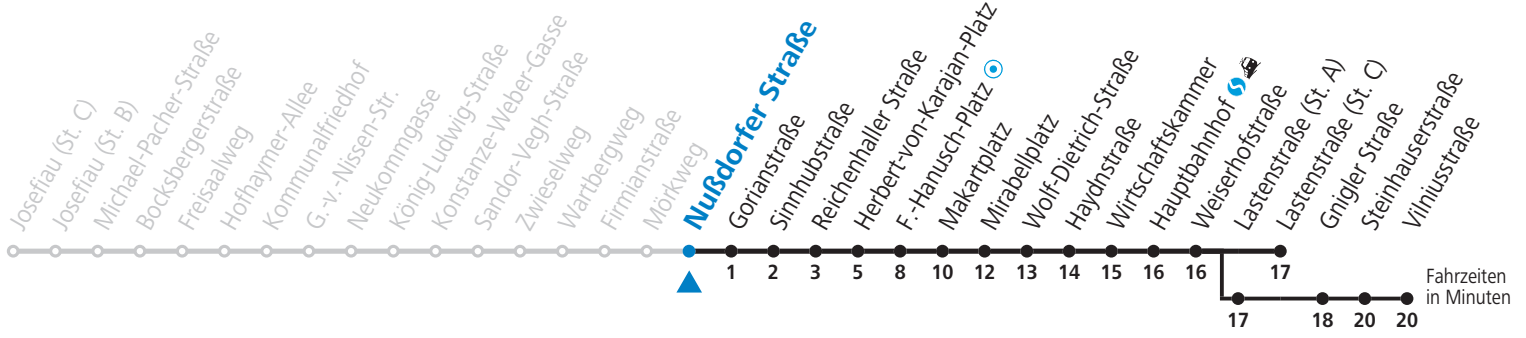 Josefiau (St. C)
Josefiau (St. B)
Michael-Pacher-Straße
Bocksbergerstraße
Freisaalweg
Hofhaymer-Allee
Kommunalfriedhof
G.-v.-Nissen-Str.
Neukommgasse
König-Ludwig-Straße
Konstanze-Weber-Gasse
Sandor-Vegh-Straße
Zwieselweg
Wartbergweg
Firmianstraße
Mörkweg
Nußdorfer Straße
Gorianstraße
Sinnhubstraße
Reichenhaller Straße
Herbert-von-Karajan-Platz
F.-Hanusch-Platz
Makartplatz
Mirabellplatz
Wolf-Dietrich-Straße
Haydnstraße
Wirtschaftskammer
Hauptbahnhof
Weiserhofstraße
Lastenstraße (St. A)
Lastenstraße (St. C)
Gnigler Straße
Steinhauserstraße
Vilniusstraße
1 2 3 5 8 10 12 13 14 15 16 16 17
Fahrzeiten
in Minuten
17 18 20 20